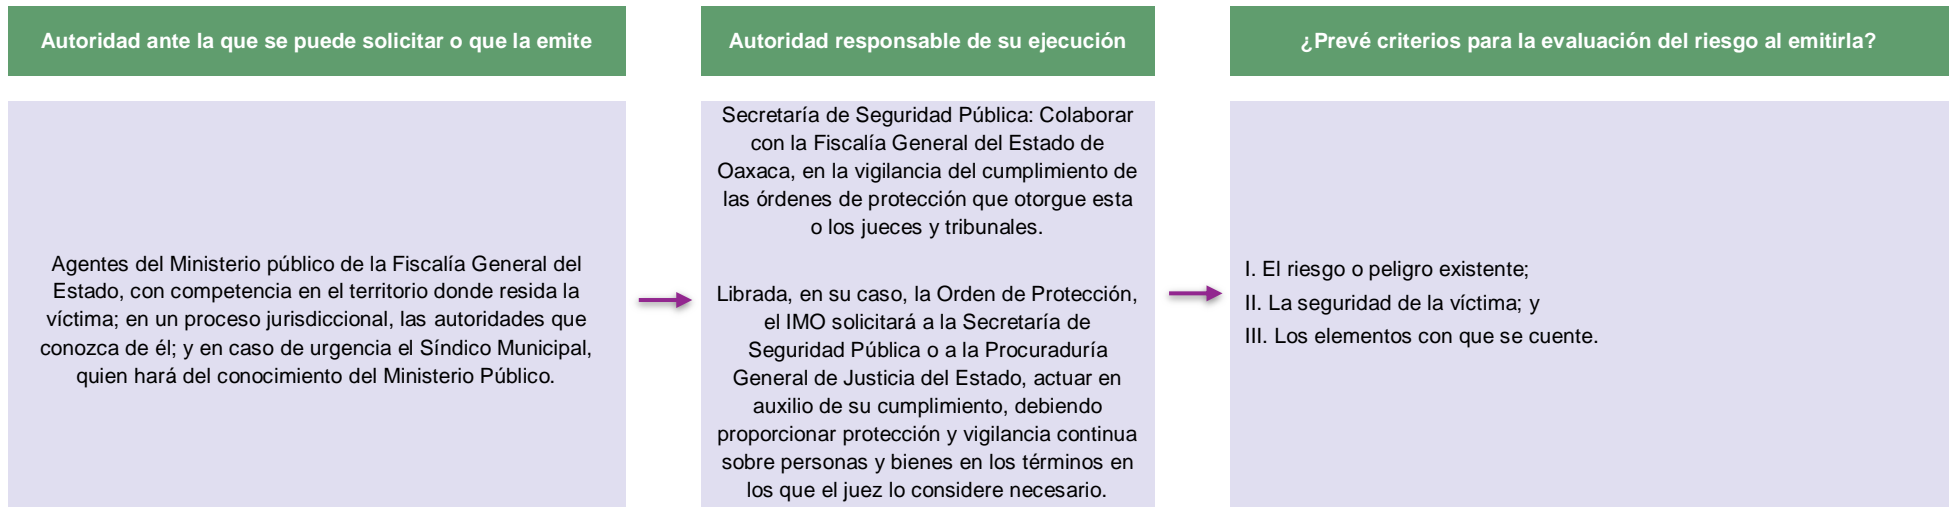 Autoridad ante la que se puede solicitar o que la emite
Agentes del Ministerio público de la Fiscalía General del
Estado, con competencia en el territorio donde resida la
víctima; en un proceso jurisdiccional, las autoridades que
conozca de él; y en caso de urgencia el Síndico Municipal,
quien hará del conocimiento del Ministerio Público.
Autoridad responsable de su ejecución
Secretaría de Seguridad Pública: Colaborar
con la Fiscalía General del Estado de
Oaxaca, en la vigilancia del cumplimiento de
las órdenes de protección que otorgue esta
o los jueces y tribunales.
Librada, en su caso, la Orden de Protección,
el IMO solicitará a la Secretaría de
Seguridad Pública o a la Procuraduría
General de Justicia del Estado, actuar en
auxilio de su cumplimiento, debiendo
proporcionar protección y vigilancia continua
sobre personas y bienes en los términos en
los que el juez lo considere necesario.
¿Prevé criterios para la evaluación del riesgo al emitirla?
I. El riesgo o peligro existente;
II. La seguridad de la víctima; y
III. Los elementos con que se cuente.